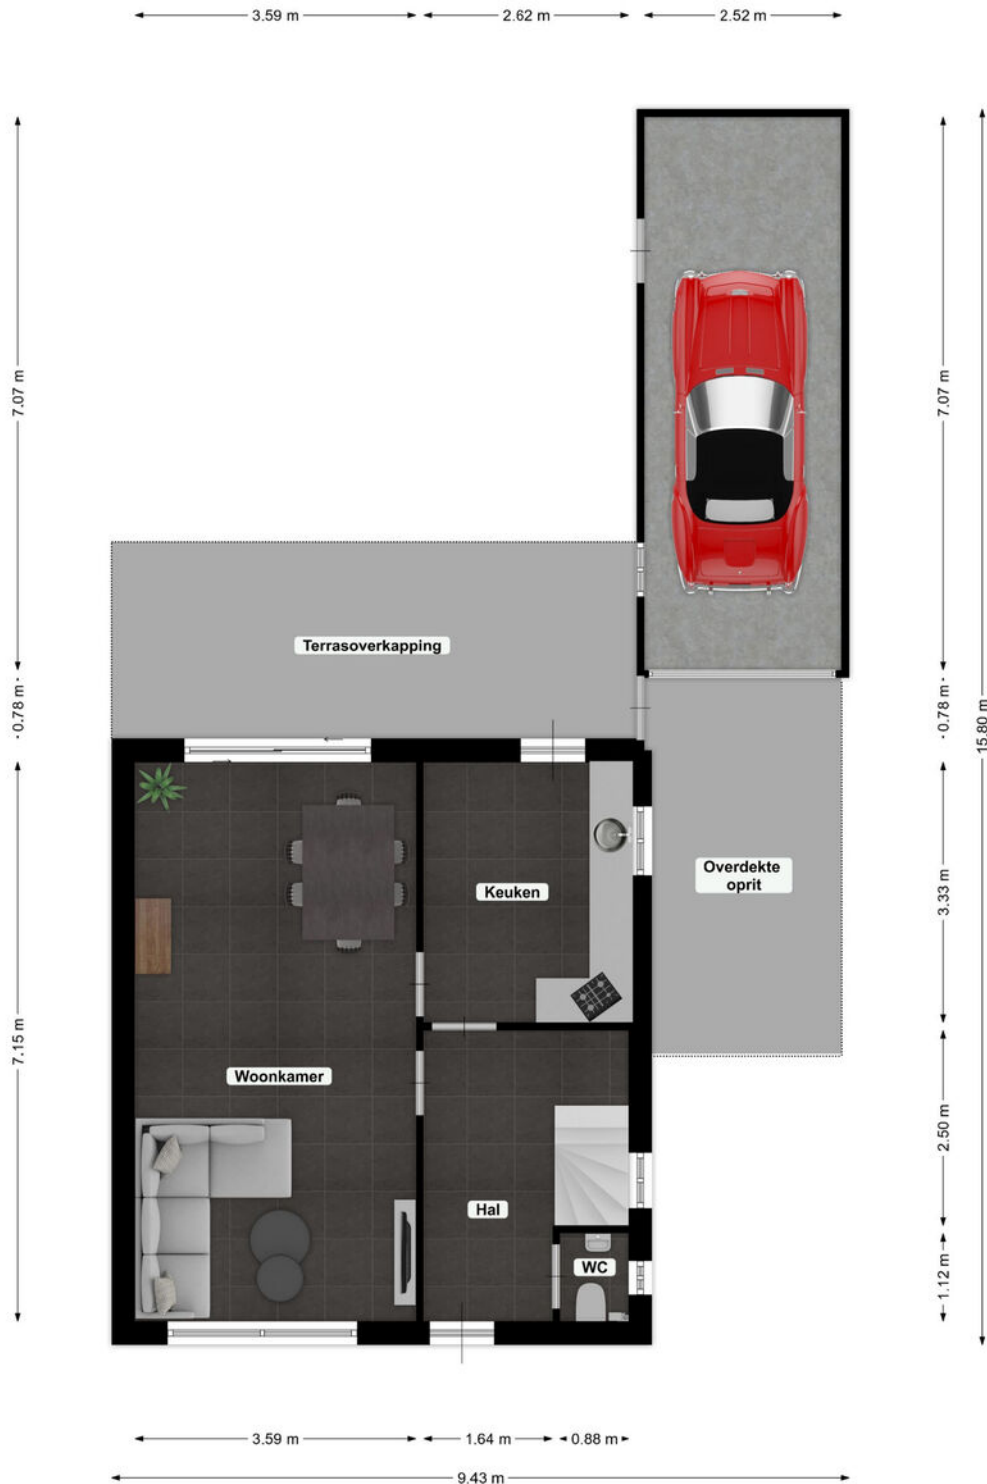 3.59 m
2.62 m
2.52 m
7.07 m
7.07 m
Terrasoverkapping
0.78 m
0.78 m
15.80 m
Overdekte
oprit
Keuken
3.33 m
7.15 m
Woonkamer
2.50 m
Hal
WC
1.12 m
3.59 m
1.64 m
0.88 m
9.43 m